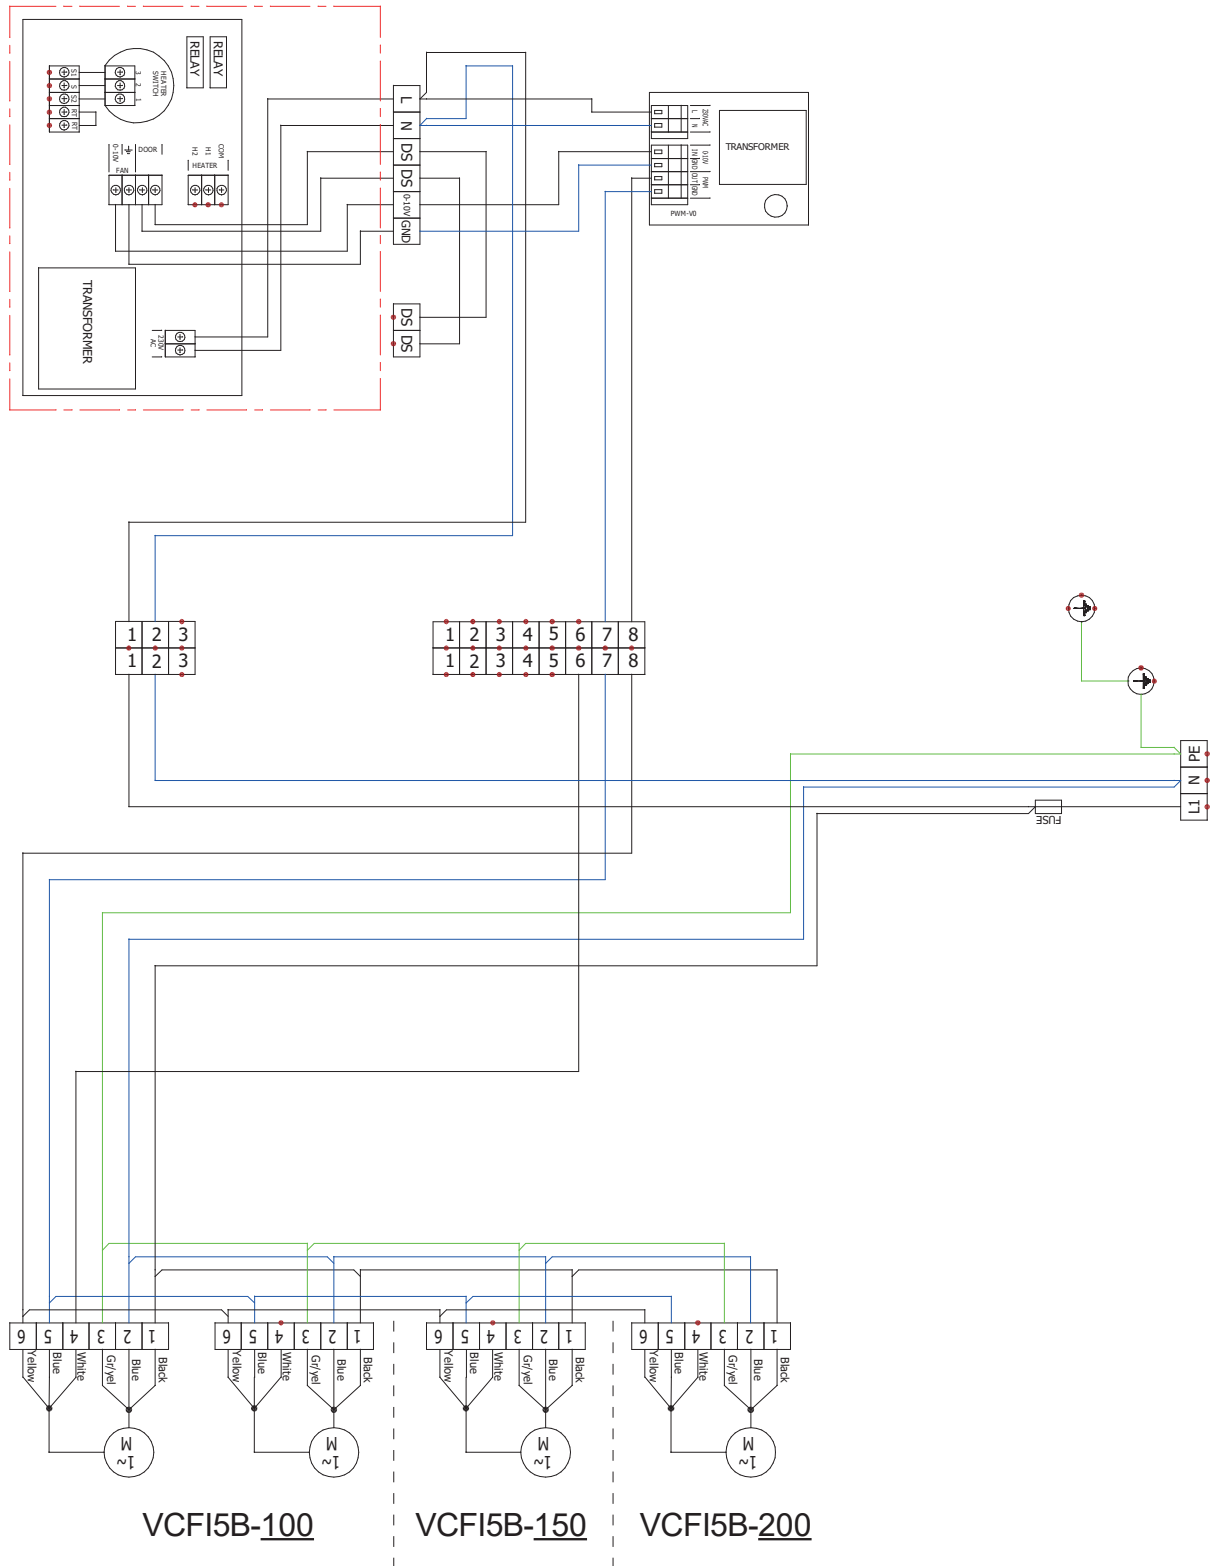 RELAY
RELAY
HEATER
SWITCH
3
2
1
S1
S
S2
RT
RT
0-10V
DOOR
FAN
H2
H1
COM
HEATER
TRANSFORMER
230V
AC
L
N
DS
DS
0-10V
GND
DS
DS
230VAC
L
N
0-10V
IN
GND
PWM
OUT
GND
TRANSFORMER
PWM-V0
1 2 3
1 2 3
1 2 3 4 5 6 7 8
1 2 3 4 5 6 7 8
PE
N
L1
FUSE
6 5 4 3 2 1
Yellow Blue White Gr/yel Blue Black
M
1~
6 5 4 3 2 1
Yellow Blue White Gr/yel Blue Black
M
1~
6 5 4 3 2 1
Yellow Blue White Gr/yel Blue Black
M
1~
6 5 4 3 2 1
Yellow Blue White Gr/yel Blue Black
M
1~
VCFI5B-100
VCFI5B-150
VCFI5B-200